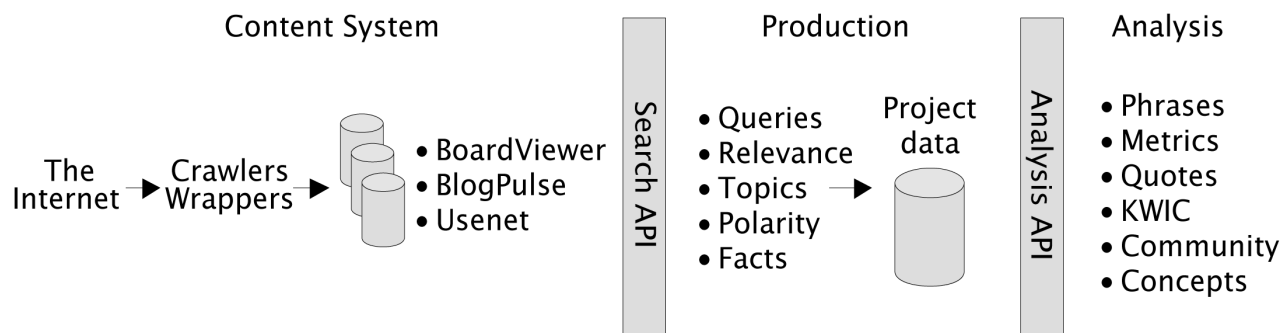 Content System
Production
Analysis
The
Internet
Crawlers
Wrappers
• BoardViewer
• BlogPulse
• Usenet
Search API
• Queries
• Relevance
• Topics
• Polarity
• Facts
Project
data
Analysis API
• Phrases
• Metrics
• Quotes
• KWIC
• Community
• Concepts